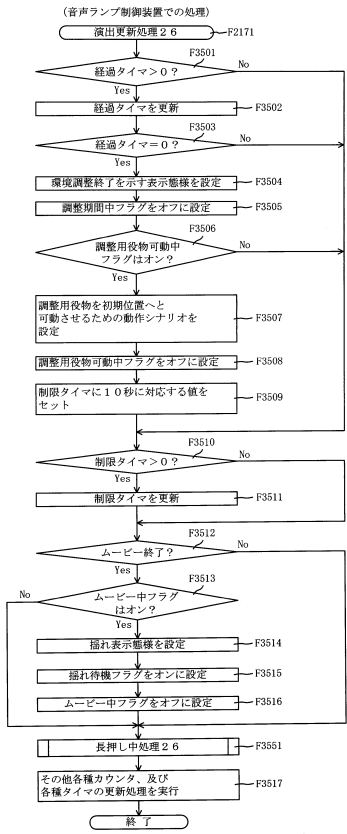 (音声ランプ制御装置での処理)
演出更新処理26
F2171
F3501
経過タイマ>0?
No
Yes
経過タイマを更新
F3502
F3503
経過タイマ=0?
No
Yes
環境調整終了を示す表示態様を設定
F3504
調整期間中フラグをオフに設定
F3505
F3506
調整用役物可動中
フラグはオン?
No
Yes
調整用役物を初期位置へと
可動させるための動作シナリオを
設定
F3507
調整用役物可動中フラグをオフに設定
F3508
制限タイマに10秒に対応する値を
セット
F3509
F3510
制限タイマ>0?
No
Yes
制限タイマを更新
F3511
F3512
ムービー終了?
No
Yes
F3513
No
ムービー中フラグ
はオン?
Yes
揺れ表示態様を設定
F3514
揺れ待機フラグをオンに設定
F3515
ムービー中フラグをオフに設定
F3516
長押し中処理26
F3551
その他各種カウンタ、及び
各種タイマの更新処理を実行
F3517
終了